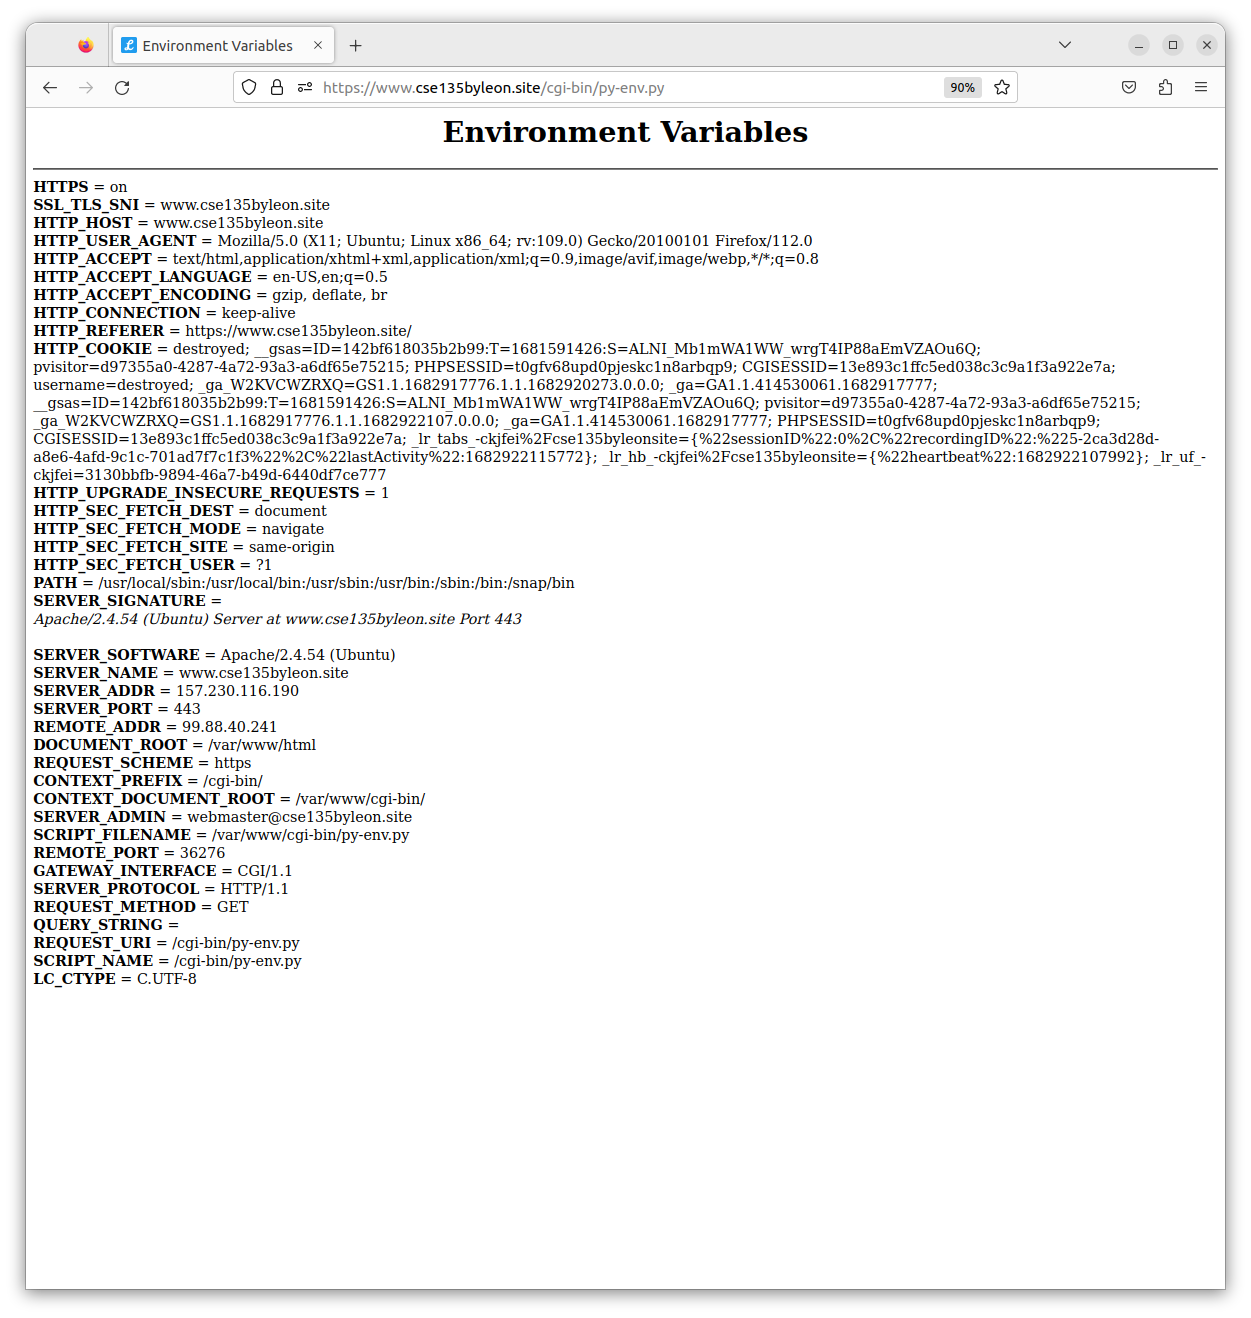 Environment Variables
https://www.cse135byleon.site/cgi-bin/py-env.py
90%
Environment Variables
HTTPS = on
SSL_TLS_SNI = www.cse135byleon.site
HTTP_HOST = www.cse135byleon.site
HTTP_USER_AGENT = Mozilla/5.0 (X11; Ubuntu; Linux x86_64; rv:109.0) Gecko/20100101 Firefox/112.0
HTTP_ACCEPT = text/html,application/xhtml+xml,application/xml;q=0.9,image/avif,image/webp,*/*;q=0.8
HTTP_ACCEPT_LANGUAGE = en-US,en;q=0.5
HTTP_ACCEPT_ENCODING = gzip, deflate, br
HTTP_CONNECTION = keep-alive
HTTP_REFERER = https://www.cse135byleon.site/
HTTP_COOKIE = destroyed; __gsas=ID=142bf618035b2b99:T=1681591426:S=ALNI_Mb1mWA1WW_wrgT4IP88aEmVZAOu6Q;
pvisitor=d97355a0-4287-4a72-93a3-a6df65e75215; PHPSESSID=t0gfv68upd0pjeskc1n8arbqp9; CGISESSID=13e893c1ffc5ed038c3c9a1f3a922e7a;
username=destroyed; _ga_W2KVCWZRXQ=GS1.1.1682917776.1.1.1682920273.0.0.0; _ga=GA1.1.414530061.1682917777;
__gsas=ID=142bf618035b2b99:T=1681591426:S=ALNI_Mb1mWA1WW_wrgT4IP88aEmVZAOu6Q; pvisitor=d97355a0-4287-4a72-93a3-a6df65e75215;
_ga_W2KVCWZRXQ=GS1.1.1682917776.1.1.1682922107.0.0.0; _ga=GA1.1.414530061.1682917777; PHPSESSID=t0gfv68upd0pjeskc1n8arbqp9;
CGISESSID=13e893c1ffc5ed038c3c9a1f3a922e7a; _lr_tabs_-ckjfei%2Fcse135byleonsite={%22sessionID%22:0%2C%22recordingID%22:%225-2ca3d28d-
a8e6-4afd-9c1c-701ad7f7c1f3%22%2C%22lastActivity%22:1682922115772}; _lr_hb_-ckjfei%2Fcse135byleonsite={%22heartbeat%22:1682922107992}; _lr_uf_-
ckjfei=3130bbfb-9894-46a7-b49d-6440df7ce777
HTTP_UPGRADE_INSECURE_REQUESTS = 1
HTTP_SEC_FETCH_DEST = document
HTTP_SEC_FETCH_MODE = navigate
HTTP_SEC_FETCH_SITE = same-origin
HTTP_SEC_FETCH_USER = ?1
PATH = /usr/local/sbin:/usr/local/bin:/usr/sbin:/usr/bin:/sbin:/bin:/snap/bin
SERVER_SIGNATURE =
Apache/2.4.54 (Ubuntu) Server at www.cse135byleon.site Port 443
SERVER_SOFTWARE = Apache/2.4.54 (Ubuntu)
SERVER_NAME = www.cse135byleon.site
SERVER_ADDR = 157.230.116.190
SERVER_PORT = 443
REMOTE_ADDR = 99.88.40.241
DOCUMENT_ROOT = /var/www/html
REQUEST_SCHEME = https
CONTEXT_PREFIX = /cgi-bin/
CONTEXT_DOCUMENT_ROOT = /var/www/cgi-bin/
SERVER_ADMIN = webmaster@cse135byleon.site
SCRIPT_FILENAME = /var/www/cgi-bin/py-env.py
REMOTE_PORT = 36276
GATEWAY_INTERFACE = CGI/1.1
SERVER_PROTOCOL = HTTP/1.1
REQUEST_METHOD = GET
QUERY_STRING =
REQUEST_URI = /cgi-bin/py-env.py
SCRIPT_NAME = /cgi-bin/py-env.py
LC_CTYPE = C.UTF-8